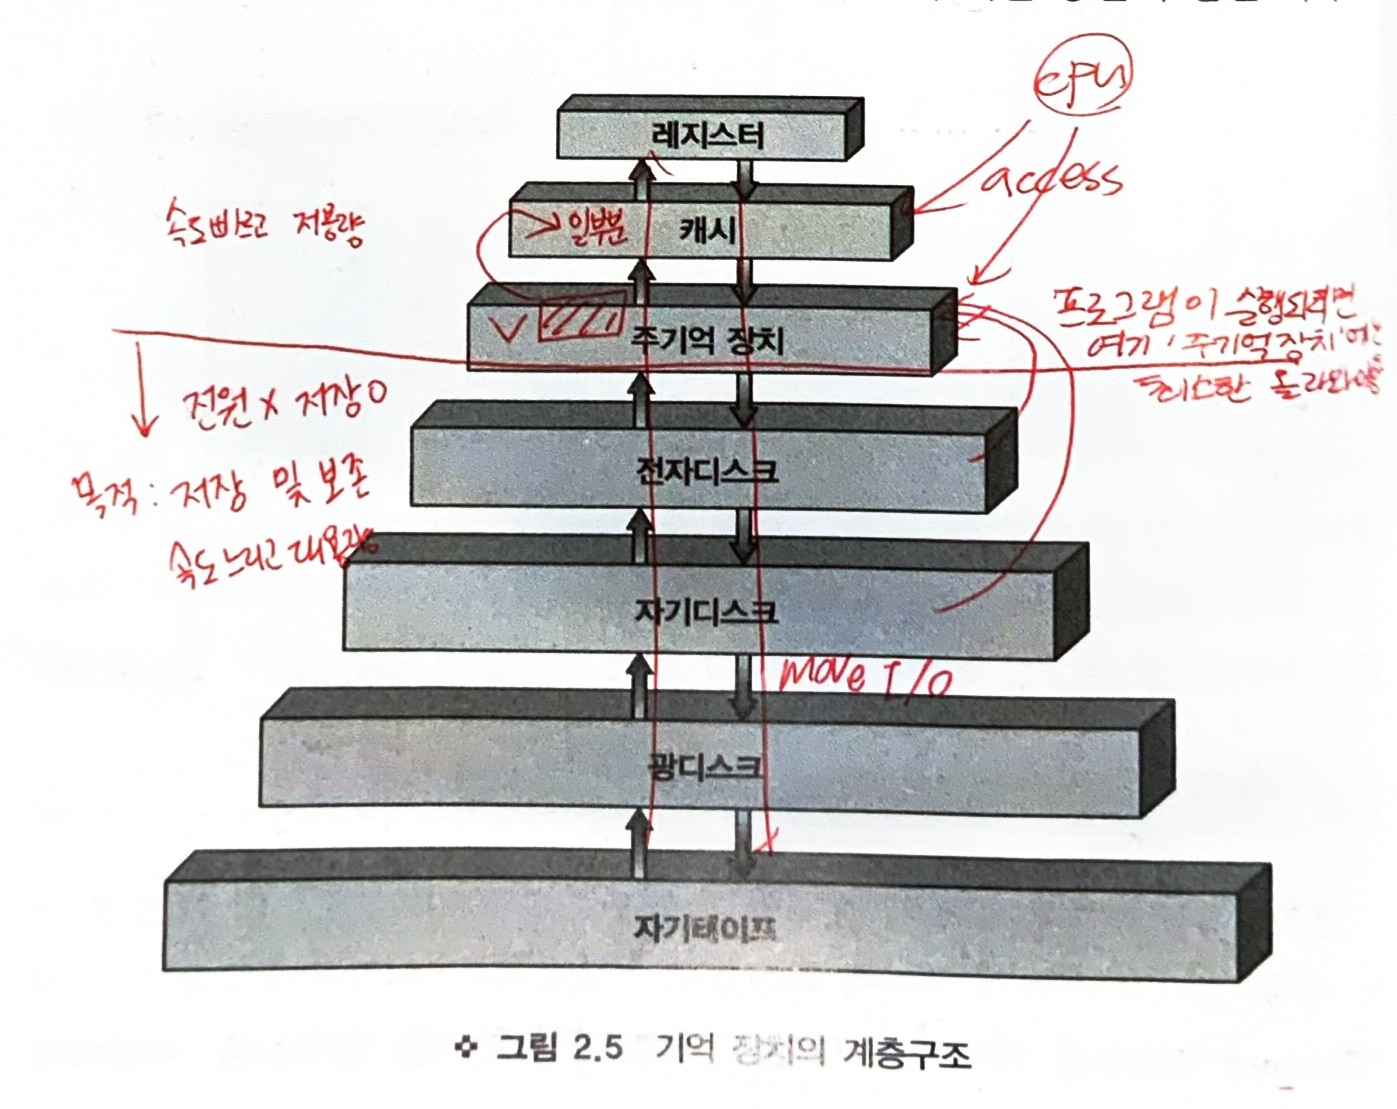 CPU
레지스터
access
속도빠르고 저용량
일부분 캐시
프로그램이 실행되려면
주기억 장치
여기 '주기억장치'에
올라와야
전원X 저장O
전자디스크
목적: 저장 및 보존
속도느리고 대용량
자기디스크
move I/O
광디스크
자기테이프
그림 2.5 기억 장치의 계층구조